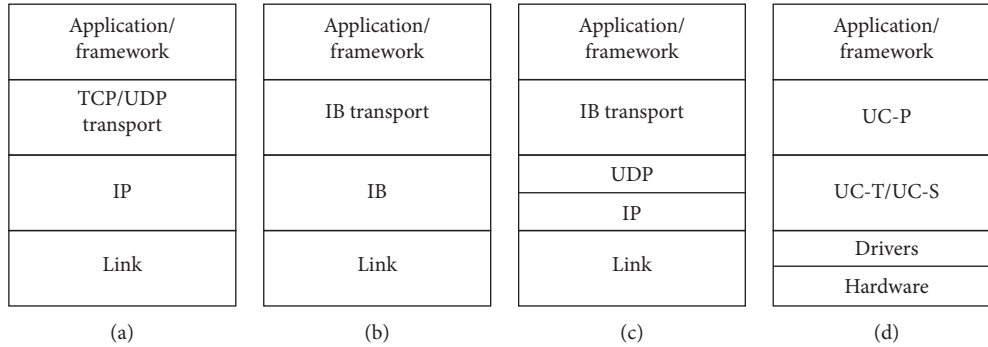 Application/
framework
TCP/UDP
transport
IP
Link
(a)
Application/
framework
IB transport
IB
Link
(b)
Application/
framework
IB transport
UDP
IP
Link
(c)
Application/
framework
UC-P
UC-T/UC-S
Drivers
Hardware
(d)